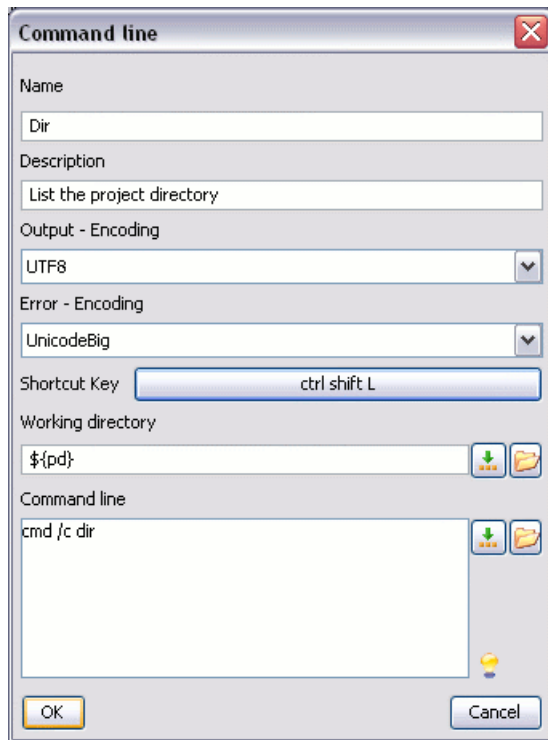 Command line
Name
Dir
Description
List the project directory
Output - Encoding
UTF8
Error - Encoding
UnicodeBig
Shortcut Key ctrl shift L
Working directory
${pd}
Command line
cmd /c dir
OK Cancel